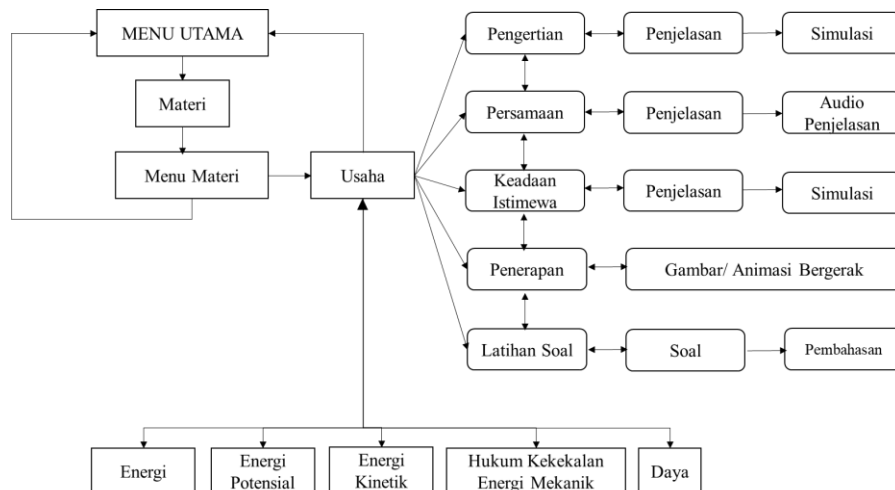 MENU UTAMA
Materi
Menu Materi
Usaha
Pengertian
Penjelasan
Simulasi
Persamaan
Penjelasan
Audio
Penjelasan
Keadaan
Istimewa
Penjelasan
Simulasi
Penerapan
Gambar/ Animasi Bergerak
Latihan Soal
Soal
Pembahasan
Energi
Energi
Potensial
Energi
Kinetik
Hukum Kekekalan
Energi Mekanik
Daya